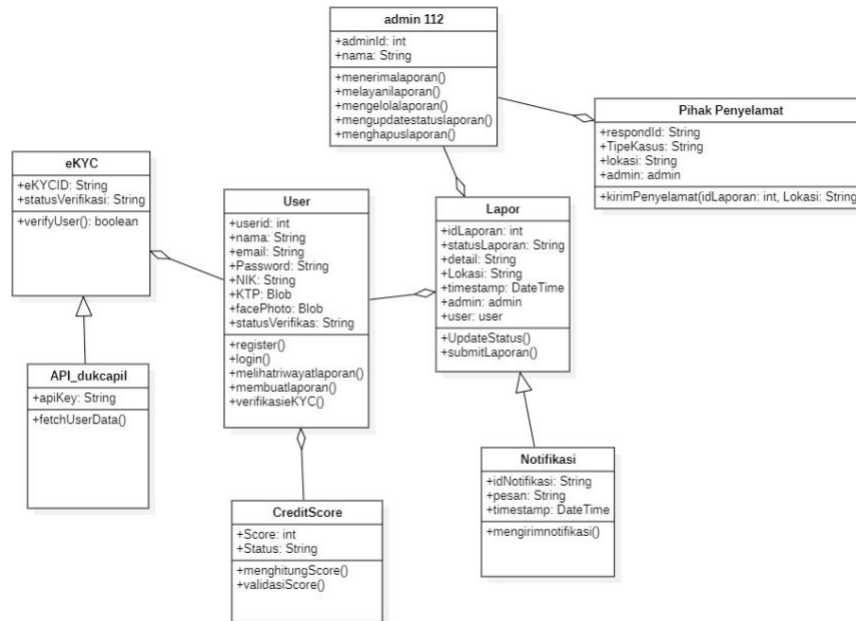 admin 112
+adminId: int
+nama: String
+menerimalaporan()
+melayanilaporan()
+mengelolalaporan()
+mengupdatestatuslaporan()
+menghapuslaporan()
Pihak Penyelamat
+respondId: String
+TipeKasus: String
+lokasi: String
+admin: admin
+kirimPenyelamat(idLaporan: int, Lokasi: String
eKYC
+eKYCID: String
+statusVerifikasi: String
+verifyUser(): boolean
User
+userid: int
+nama: String
+email: String
+Password: String
+NIK: String
+KTP: Blob
+facePhoto: Blob
+statusVerifikas: String
+register()
+login()
+melihatriwayatlaporan()
+membuatlaporan()
+verifikasieKYC()
Lapor
+idLaporan: int
+statusLaporan: String
+detail: String
+Lokasi: String
+timestamp: DateTime
+admin: admin
+user: user
+UpdateStatus()
+submitLaporan()
API_dukcapil
+apiKey: String
+fetchUserData()
Notifikasi
+idNotifikasi: String
+pesan: String
+timestamp: DateTime
+mengirimnotifikasi()
CreditScore
+Score: int
+Status: String
+menghitungScore()
+validasiScore()